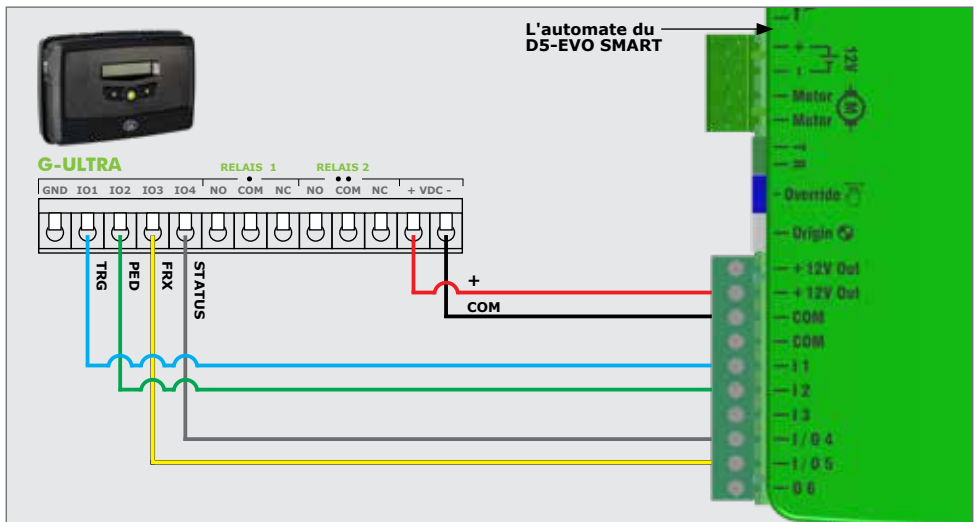 L'automate du
D5-EVO SMART
G-ULTRA
RELAIS 1
RELAIS 2
GND IO1 IO2 IO3 IO4 NO COM NC NO COM NC + VDC -
TRG
PED
FRX
STATUS
+
COM
+
-
12V
Motor
M
Motor
Override
Origin
+ 12V Out
+ 12V Out
COM
COM
I 1
I 2
I 3
I / O 4
I / O 5
O 6